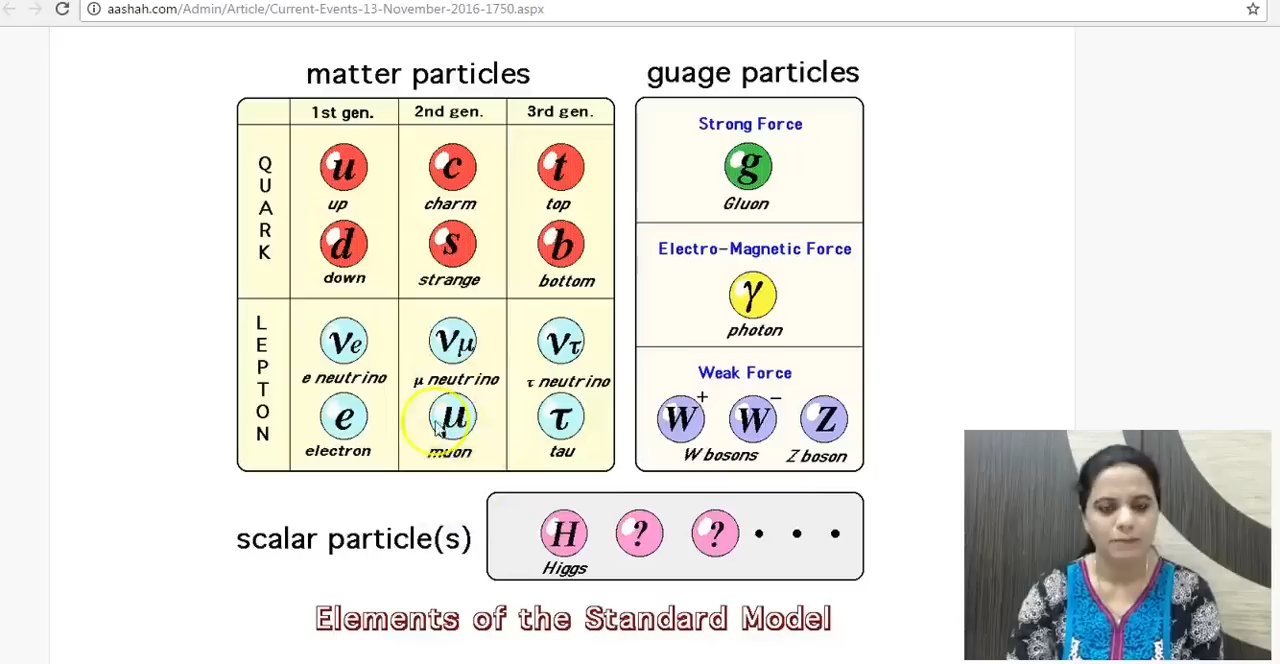 aashah.com/Admin/Article/Current-Events-13-November-2016-1750.aspx
matter particles
guage particles
1st gen. 2nd gen. 3rd gen.
QUARK
u c t
up charm top
d s b
down strange bottom
LEPTON
νe νμ ντ
e neutrino μ neutrino τ neutrino
e μ τ
electron muon tau
Strong Force
g
Gluon
Electro-Magnetic Force
γ
photon
Weak Force
W+ W− Z
W bosons Z boson
scalar particle(s)
H ? ? • • •
Higgs
Elements of the Standard Model